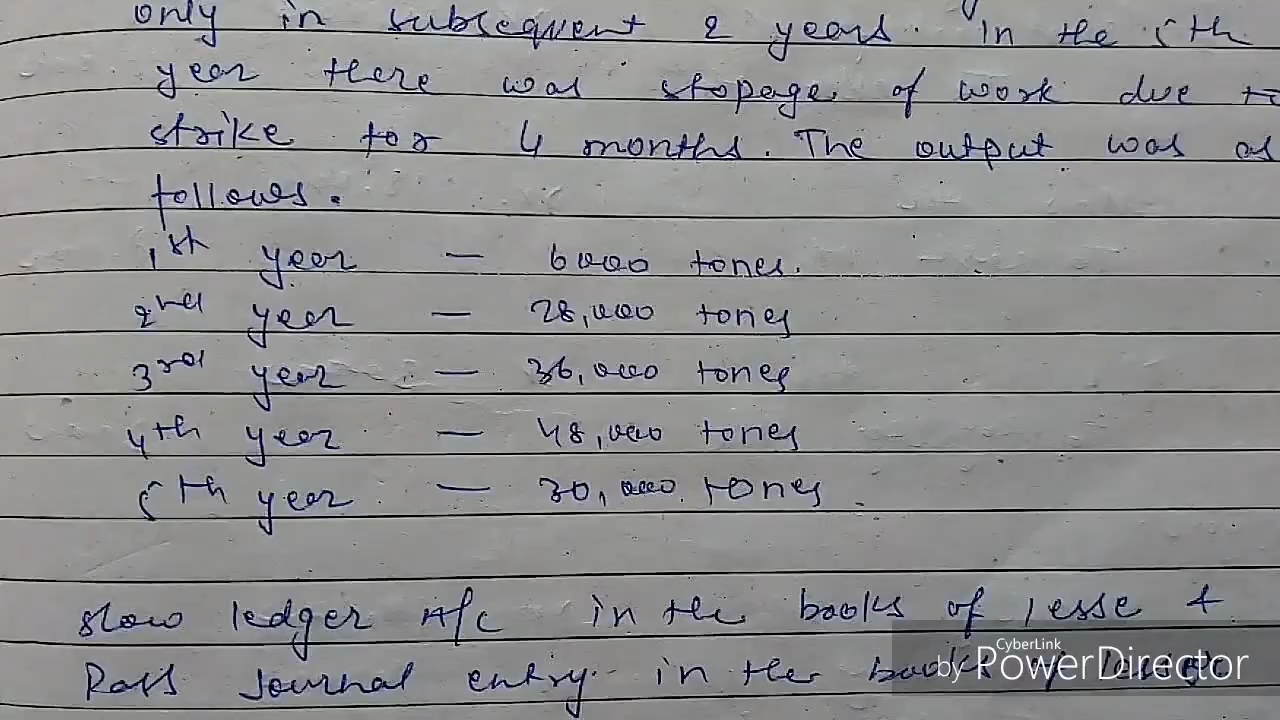 only in subsequent 2 years. In the 5th
year there was stopage of work due to
strike for 4 months. The output was as
follows.
1st year — 6000 tones.
2nd year — 28,000 tones
3rd year — 36,000 tones
4th year — 48,000 tones
5th year — 30,000 tones.
show ledger A/c in the books of lesse &
Pass Journal entry in the books of
CyberLink
by PowerDirector